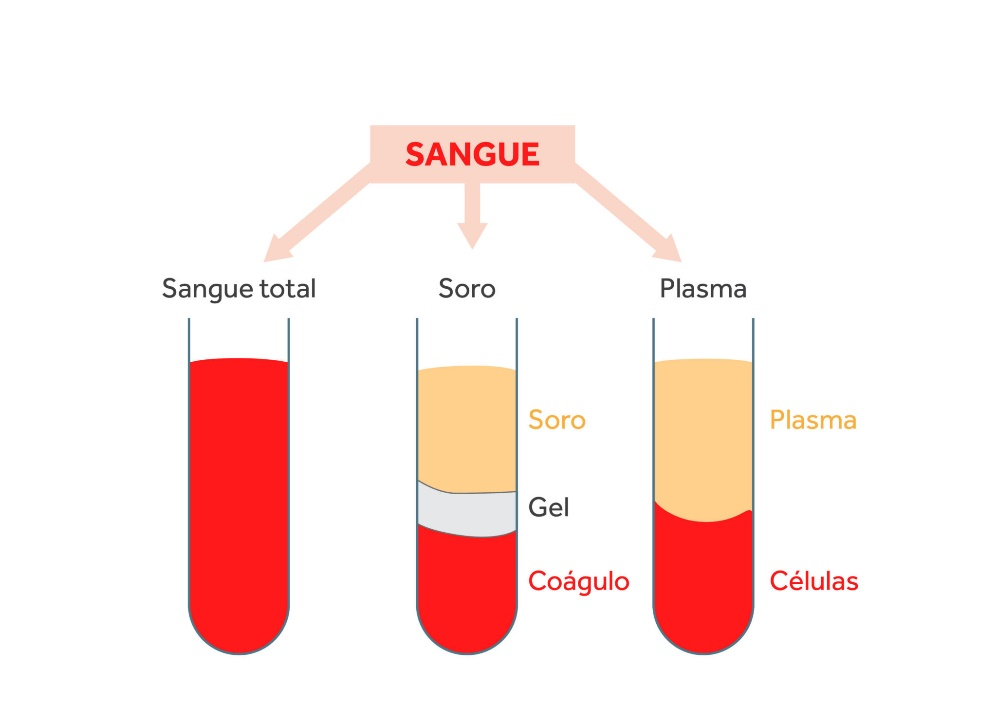 SANGUE
Sangue total
Soro
Plasma
Soro
Plasma
Gel
Coágulo
Células